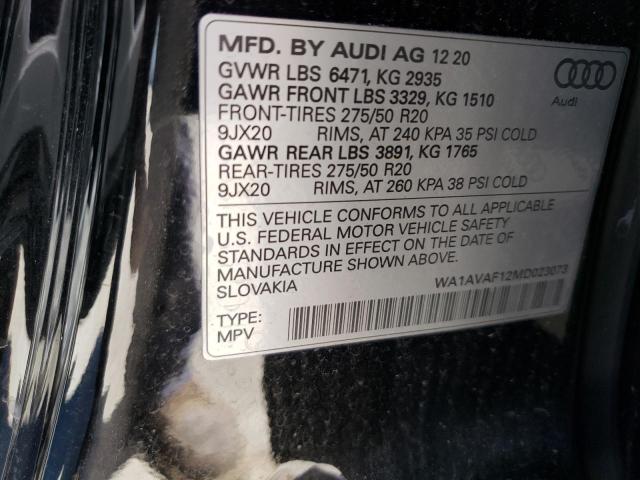 MFD. BY AUDI AG 12 20
GVWR LBS 6471, KG 2935
GAWR FRONT LBS 3329, KG 1510
FRONT-TIRES 275/50 R20
9JX20 RIMS, AT 240 KPA 35 PSI COLD
GAWR REAR LBS 3891, KG 1765
REAR-TIRES 275/50 R20
9JX20 RIMS, AT 260 KPA 38 PSI COLD
Audi
THIS VEHICLE CONFORMS TO ALL APPLICABLE
U.S. FEDERAL MOTOR VEHICLE SAFETY
STANDARDS IN EFFECT ON THE DATE OF
MANUFACTURE SHOWN ABOVE.
SLOVAKIA
WA1AVAF12MD023073
TYPE:
MPV